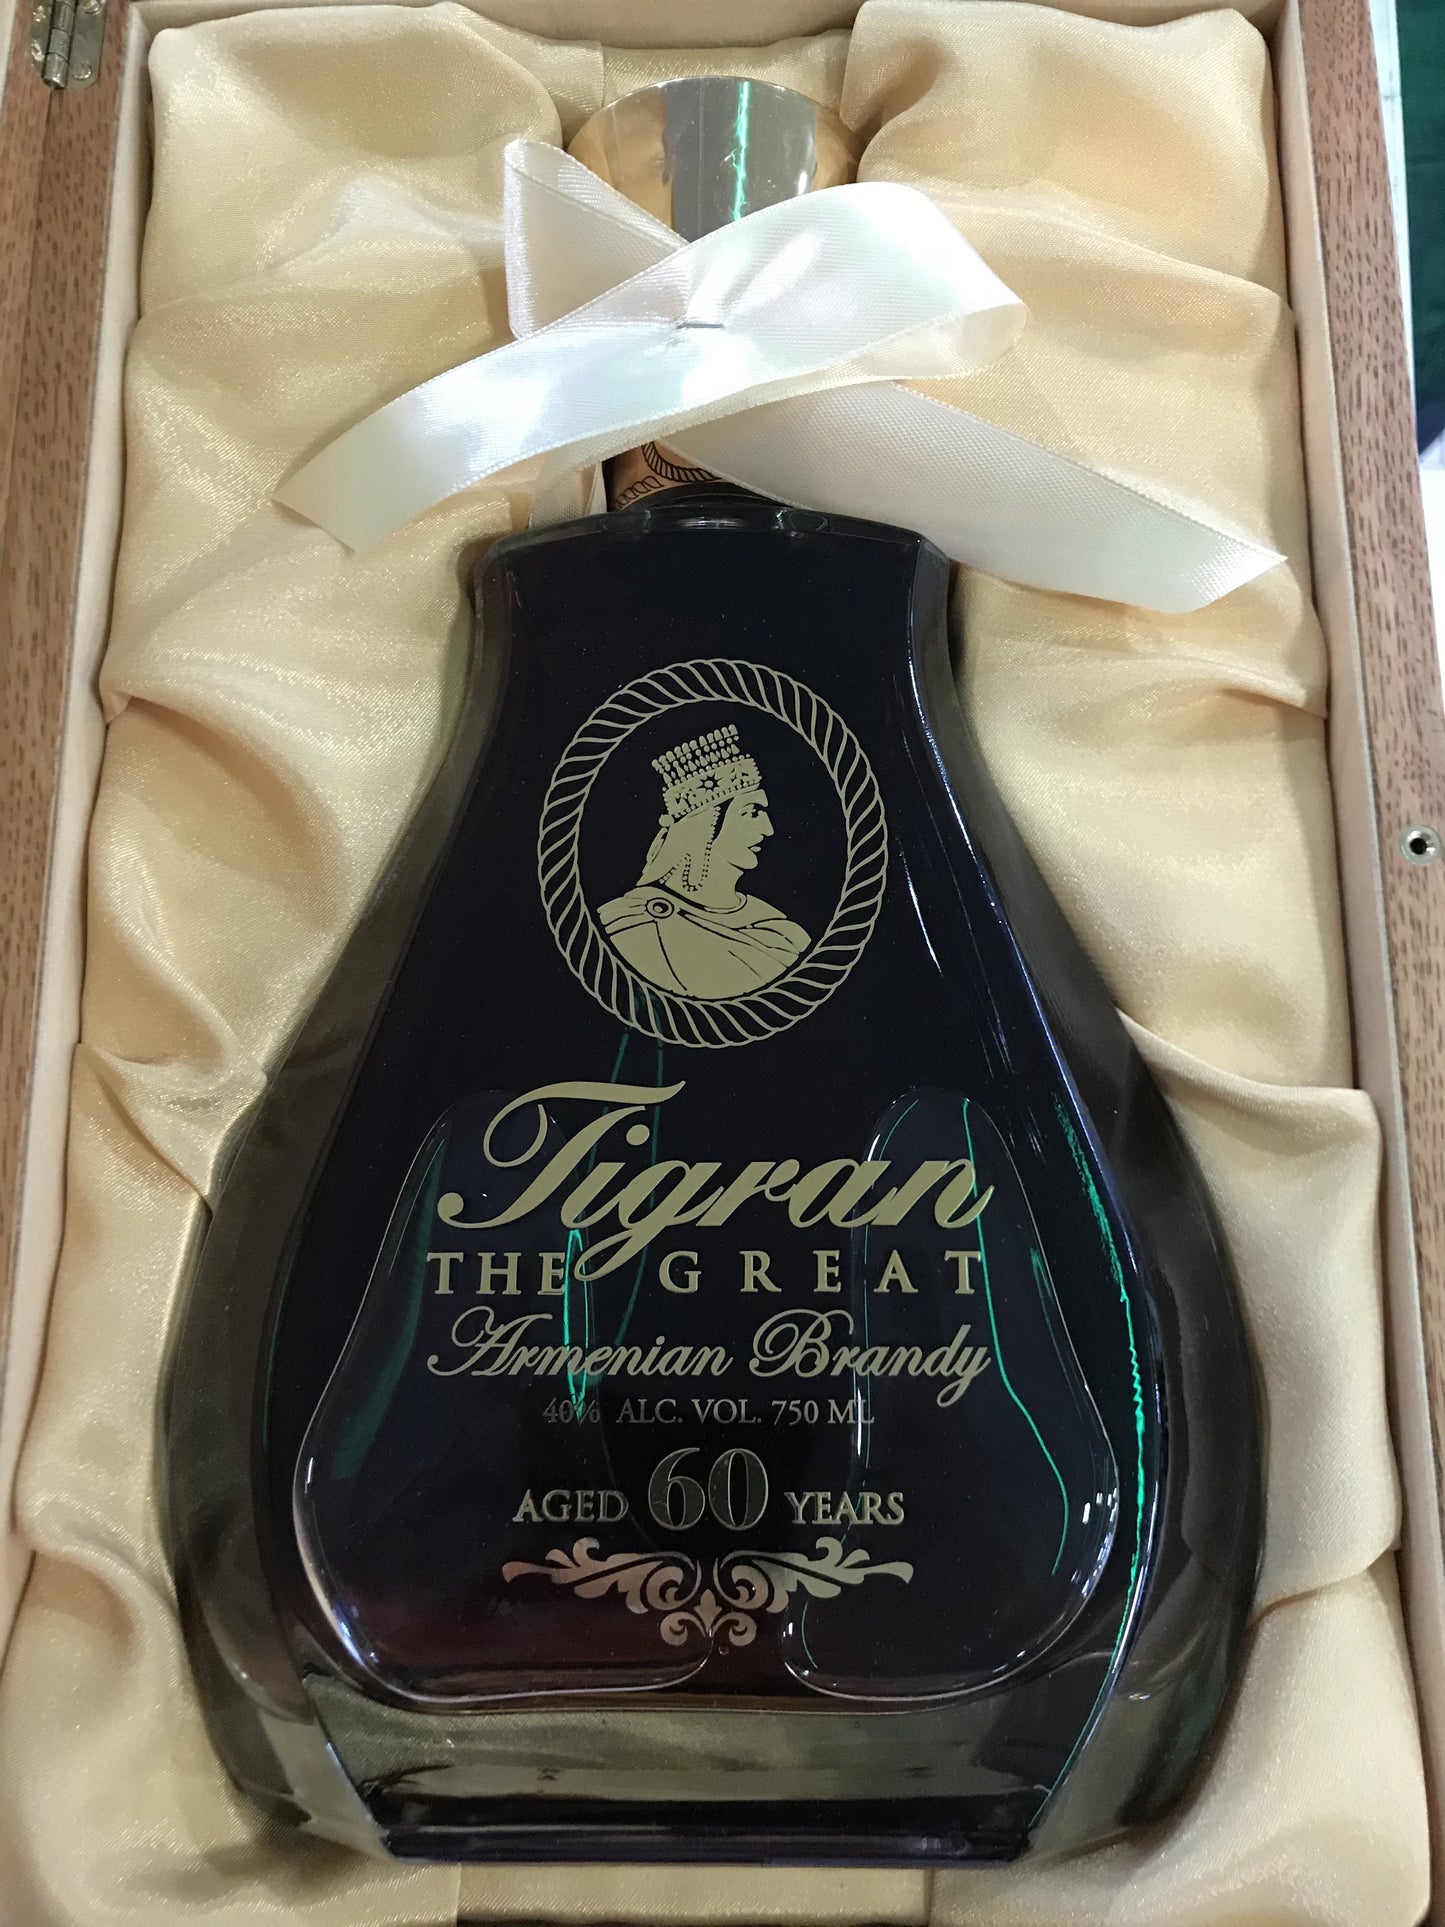 Tigran
THE GREAT
Armenian Brandy
40% ALC. VOL. 750 ML
AGED 60 YEARS